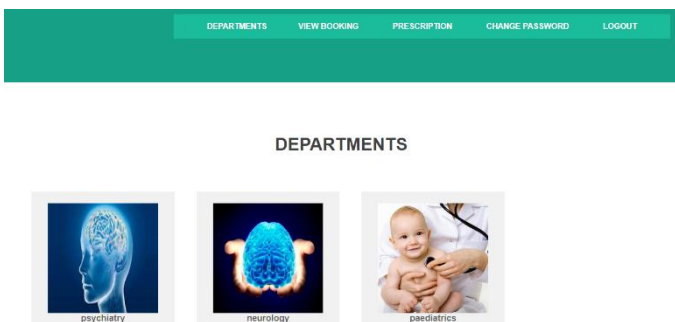 DEPARTMENTS VIEW BOOKING PRESCRIPTION CHANGE PASSWORD LOGOUT
DEPARTMENTS
psychiatry neurology paediatrics